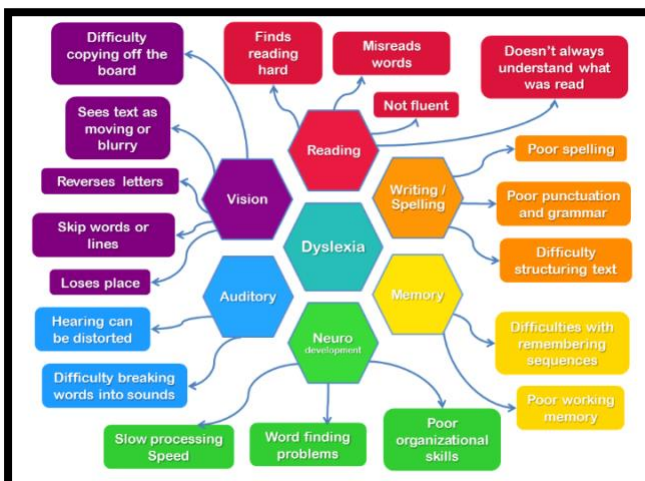 Difficulty
copying off the
board
Finds
reading
hard
Misreads
words
Doesn't always
understand what
was read
Not fluent
Sees text as
moving or
blurry
Reading
Poor spelling
Reverses letters
Vision
Writing /
Spelling
Poor punctuation
and grammar
Skip words or
lines
Dyslexia
Difficulty
structuring text
Loses place
Auditory
Memory
Hearing can
be distorted
Neuro
development
Difficulties with
remembering
sequences
Difficulty breaking
words into sounds
Poor working
memory
Slow processing
Speed
Word finding
problems
Poor
organizational
skills